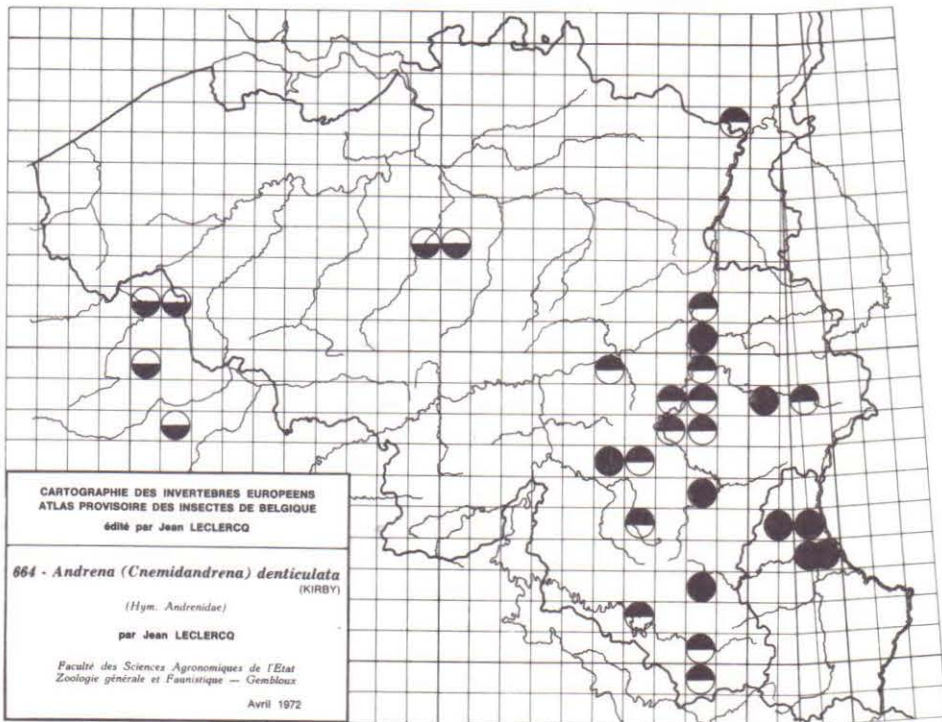 CARTOGRAPHIE DES INVERTEBRES EUROPEENS
ATLAS PROVISOIRE DES INSECTES DE BELGIQUE
édité par Jean LECLERCQ
664 - Andrena (Cnemidandrena) denticulata
(KIRBY)
(Hym. Andrenidae)
par Jean LECLERCQ
Faculté des Sciences Agronomiques de l'Etat
Zoologie générale et Faunistique — Gembloux
Avril 1972